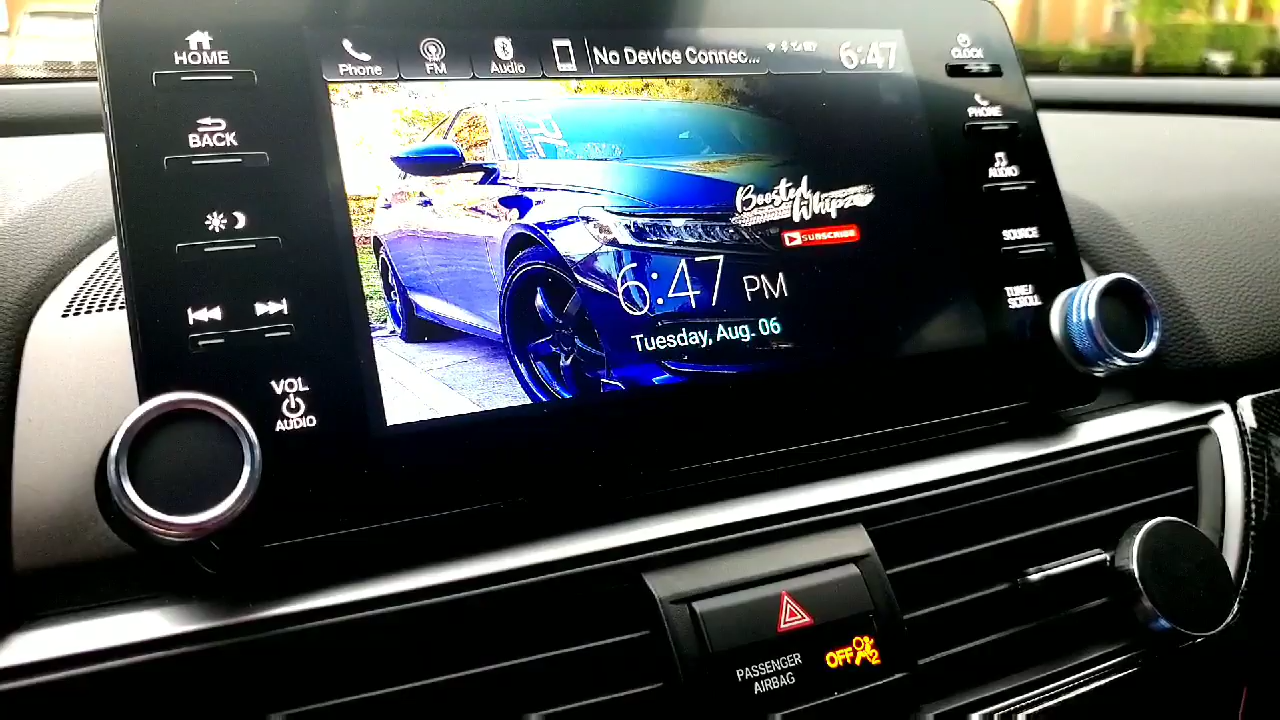 HOME
Phone
FM
Audio
No Device Connec...
6:47
CLOCK
BACK
PHONE
AUDIO
Boosted
Whipz
SUBSCRIBE
SOURCE
6:47 PM
TUNE/
SCROLL
Tuesday, Aug. 06
VOL
AUDIO
PASSENGER
AIRBAG
OFF
2